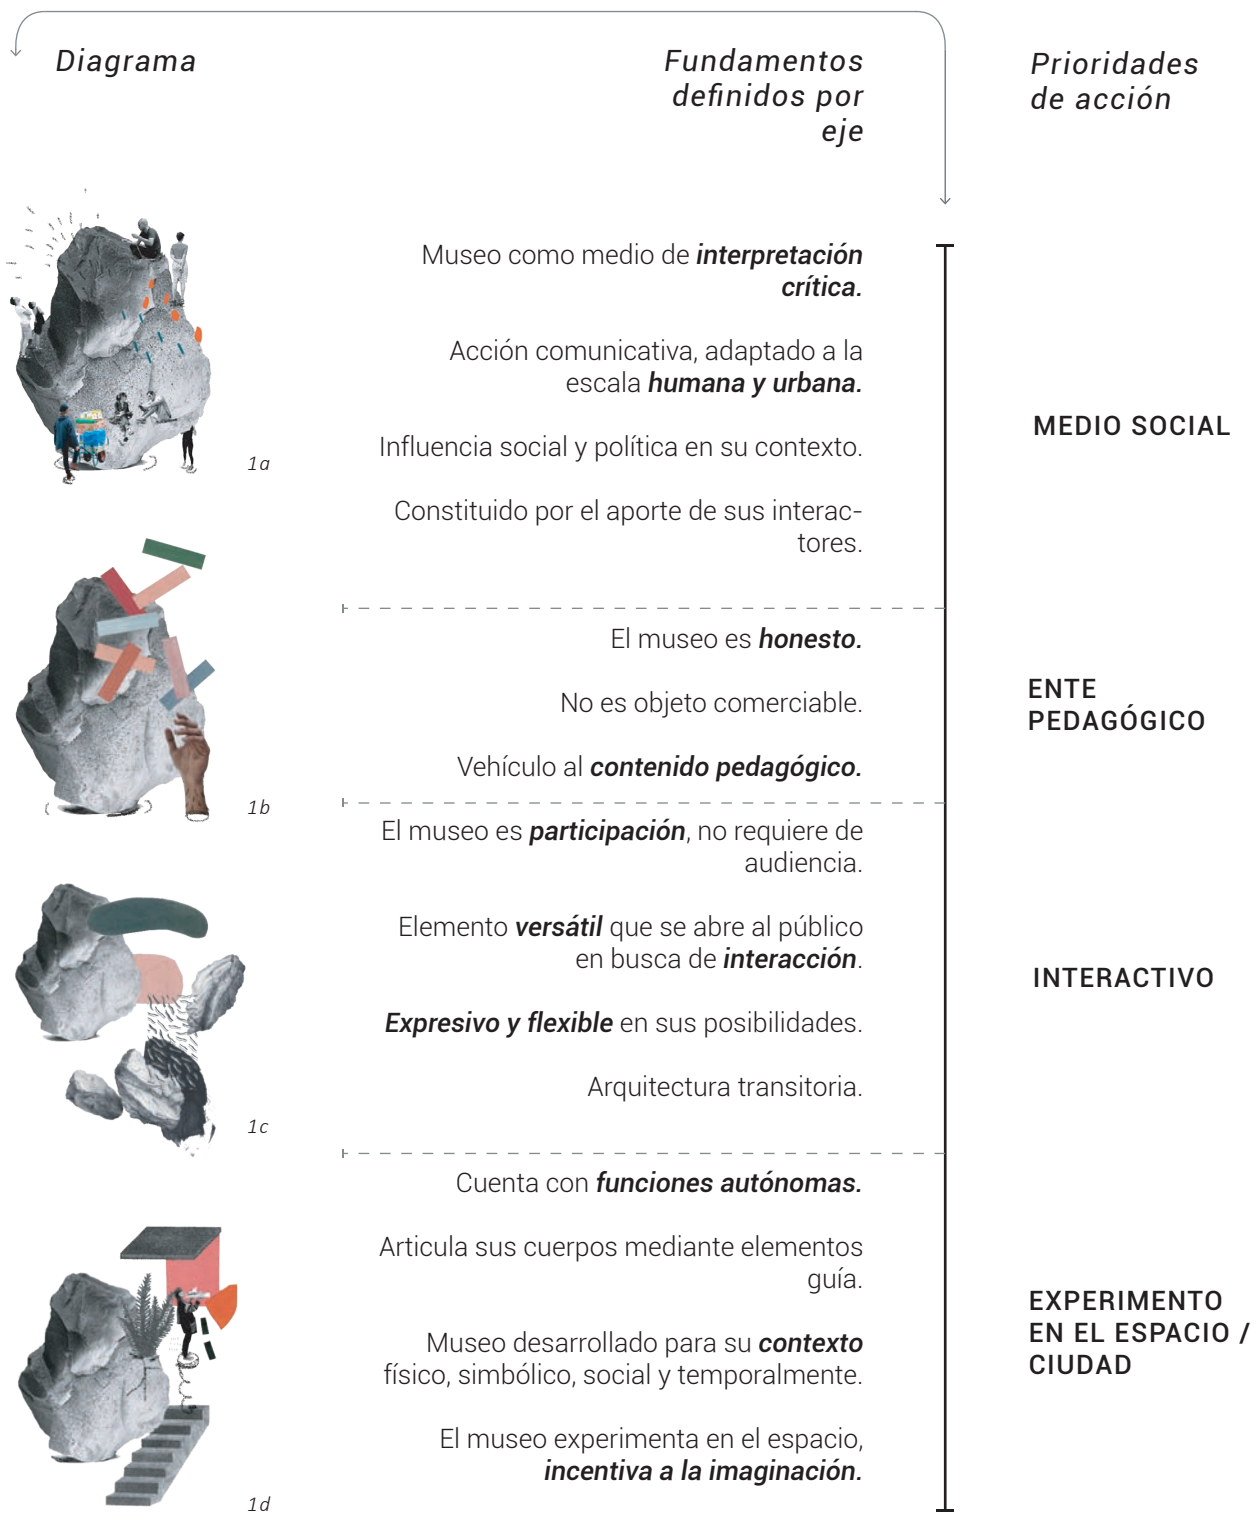 Diagrama
Fundamentos
definidos por
eje
Prioridades
de acción
Museo como medio de interpretación
crítica.
Acción comunicativa, adaptado a la
escala humana y urbana.
Influencia social y política en su contexto.
Constituido por el aporte de sus interac-
tores.
1a
MEDIO SOCIAL
El museo es honesto.
No es objeto comerciable.
Vehículo al contenido pedagógico.
1b
ENTE
PEDAGÓGICO
El museo es participación, no requiere de
audiencia.
Elemento versátil que se abre al público
en busca de interacción.
Expresivo y flexible en sus posibilidades.
Arquitectura transitoria.
1c
INTERACTIVO
Cuenta con funciones autónomas.
Articula sus cuerpos mediante elementos
guía.
Museo desarrollado para su contexto
físico, simbólico, social y temporalmente.
El museo experimenta en el espacio,
incentiva a la imaginación.
1d
EXPERIMENTO
EN EL ESPACIO /
CIUDAD